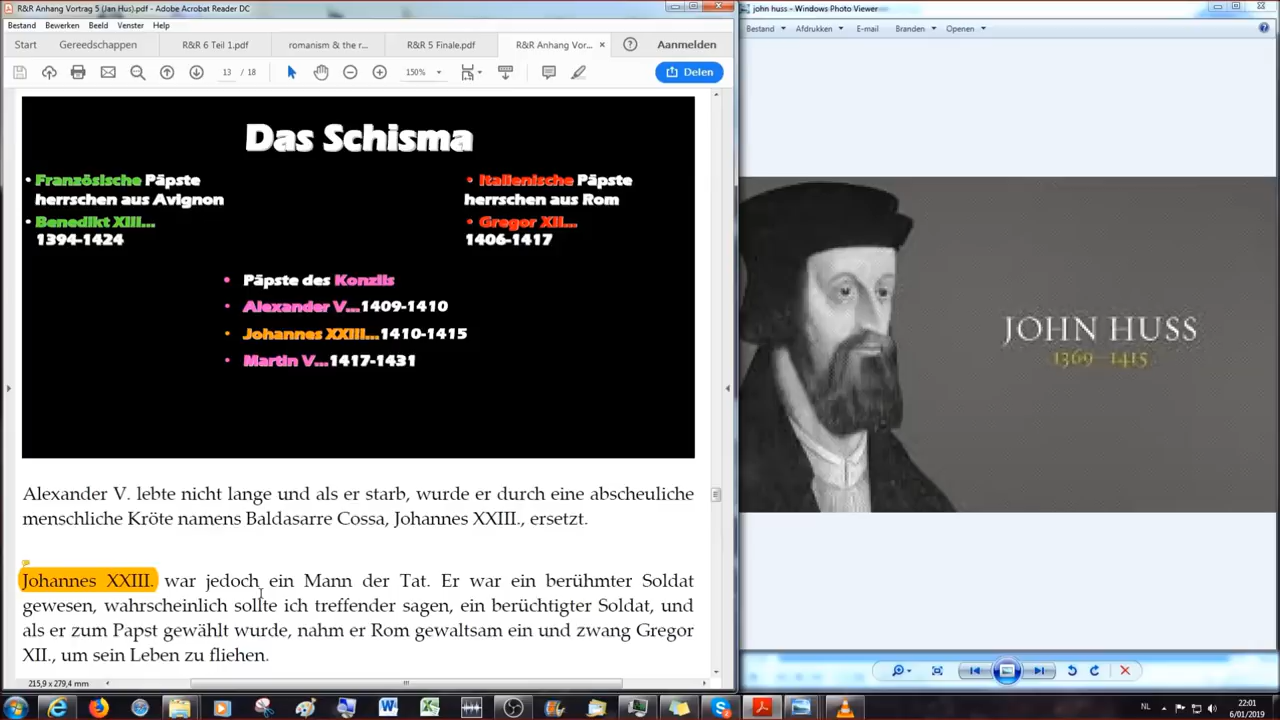 R&R Anhang Vortrag 5 (Jan Hus).pdf - Adobe Acrobat Reader DC
Bestand Bewerken Beeld Venster Help
Start Gereedschappen R&R 6 Teil 1.pdf romanism & the r... R&R 5 Finale.pdf R&R Anhang Vor... × Aanmelden
13 / 18 150% Delen
Das Schisma
• Französische Päpste
herrschen aus Avignon
• Benedikt XIII...
1394-1424
• Italienische Päpste
herrschen aus Rom
• Gregor XII...
1406-1417
• Päpste des Konzils
• Alexander V...1409-1410
• Johannes XXIII...1410-1415
• Martin V...1417-1431
Alexander V. lebte nicht lange und als er starb, wurde er durch eine abscheuliche
menschliche Kröte namens Baldasarre Cossa, Johannes XXIII., ersetzt.
Johannes XXIII. war jedoch ein Mann der Tat. Er war ein berühmter Soldat
gewesen, wahrscheinlich sollte ich treffender sagen, ein berüchtigter Soldat, und
als er zum Papst gewählt wurde, nahm er Rom gewaltsam ein und zwang Gregor
XII., um sein Leben zu fliehen.
215,9 x 279,4 mm
john huss - Windows Photo Viewer
Bestand Afdrukken E-mail Branden Openen
JOHN HUSS
1369-1415
NL 22:01
6/01/2019